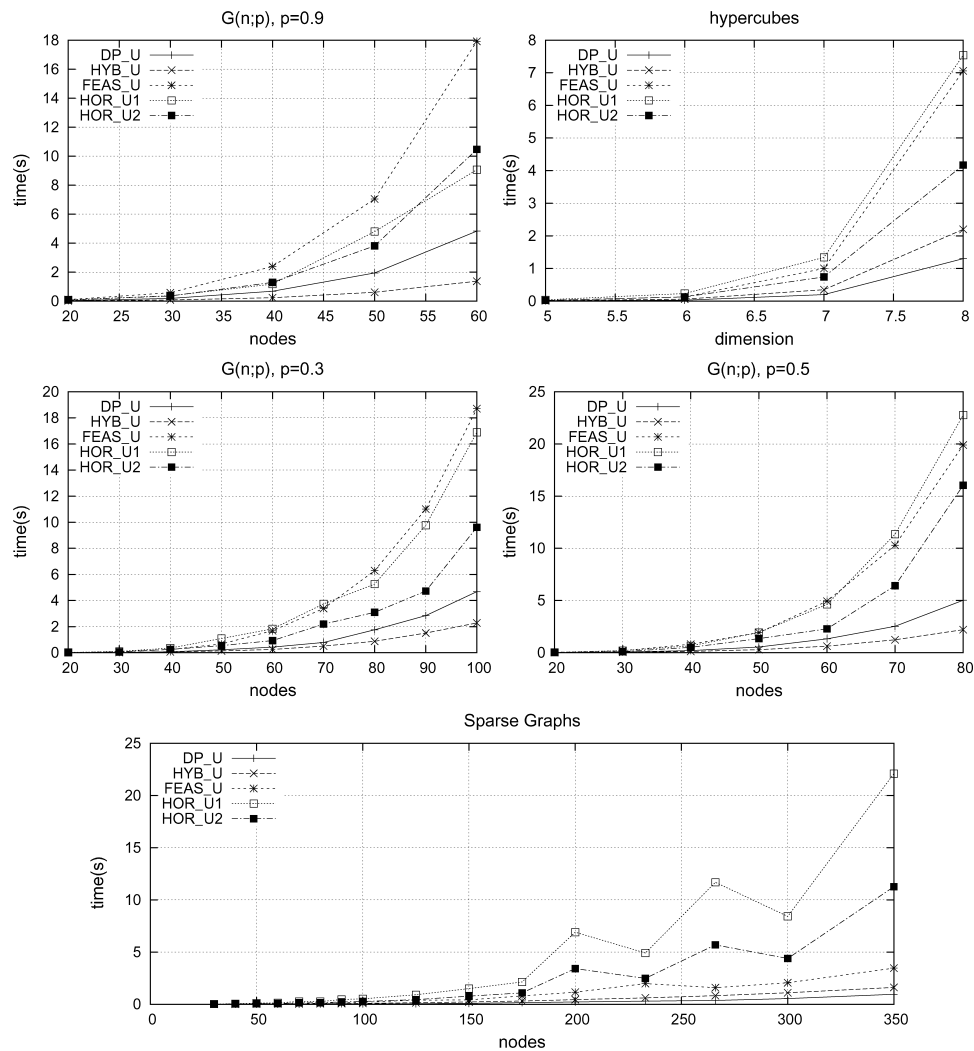 G(n;p), p=0.9
18
16
14
12
10
8
6
4
2
0
time(s)
DP_U
HYB_U
FEAS_U
HOR_U1
HOR_U2
20 25 30 35 40 45 50 55 60
nodes
hypercubes
8
7
6
5
4
3
2
1
0
time(s)
DP_U
HYB_U
FEAS_U
HOR_U1
HOR_U2
5 5.5 6 6.5 7 7.5 8
dimension
G(n;p), p=0.3
20
18
16
14
12
10
8
6
4
2
0
time(s)
DP_U
HYB_U
FEAS_U
HOR_U1
HOR_U2
20 30 40 50 60 70 80 90 100
nodes
G(n;p), p=0.5
25
20
15
10
5
0
time(s)
DP_U
HYB_U
FEAS_U
HOR_U1
HOR_U2
20 30 40 50 60 70 80
nodes
Sparse Graphs
25
20
15
10
5
0
time(s)
DP_U
HYB_U
FEAS_U
HOR_U1
HOR_U2
0 50 100 150 200 250 300 350
nodes